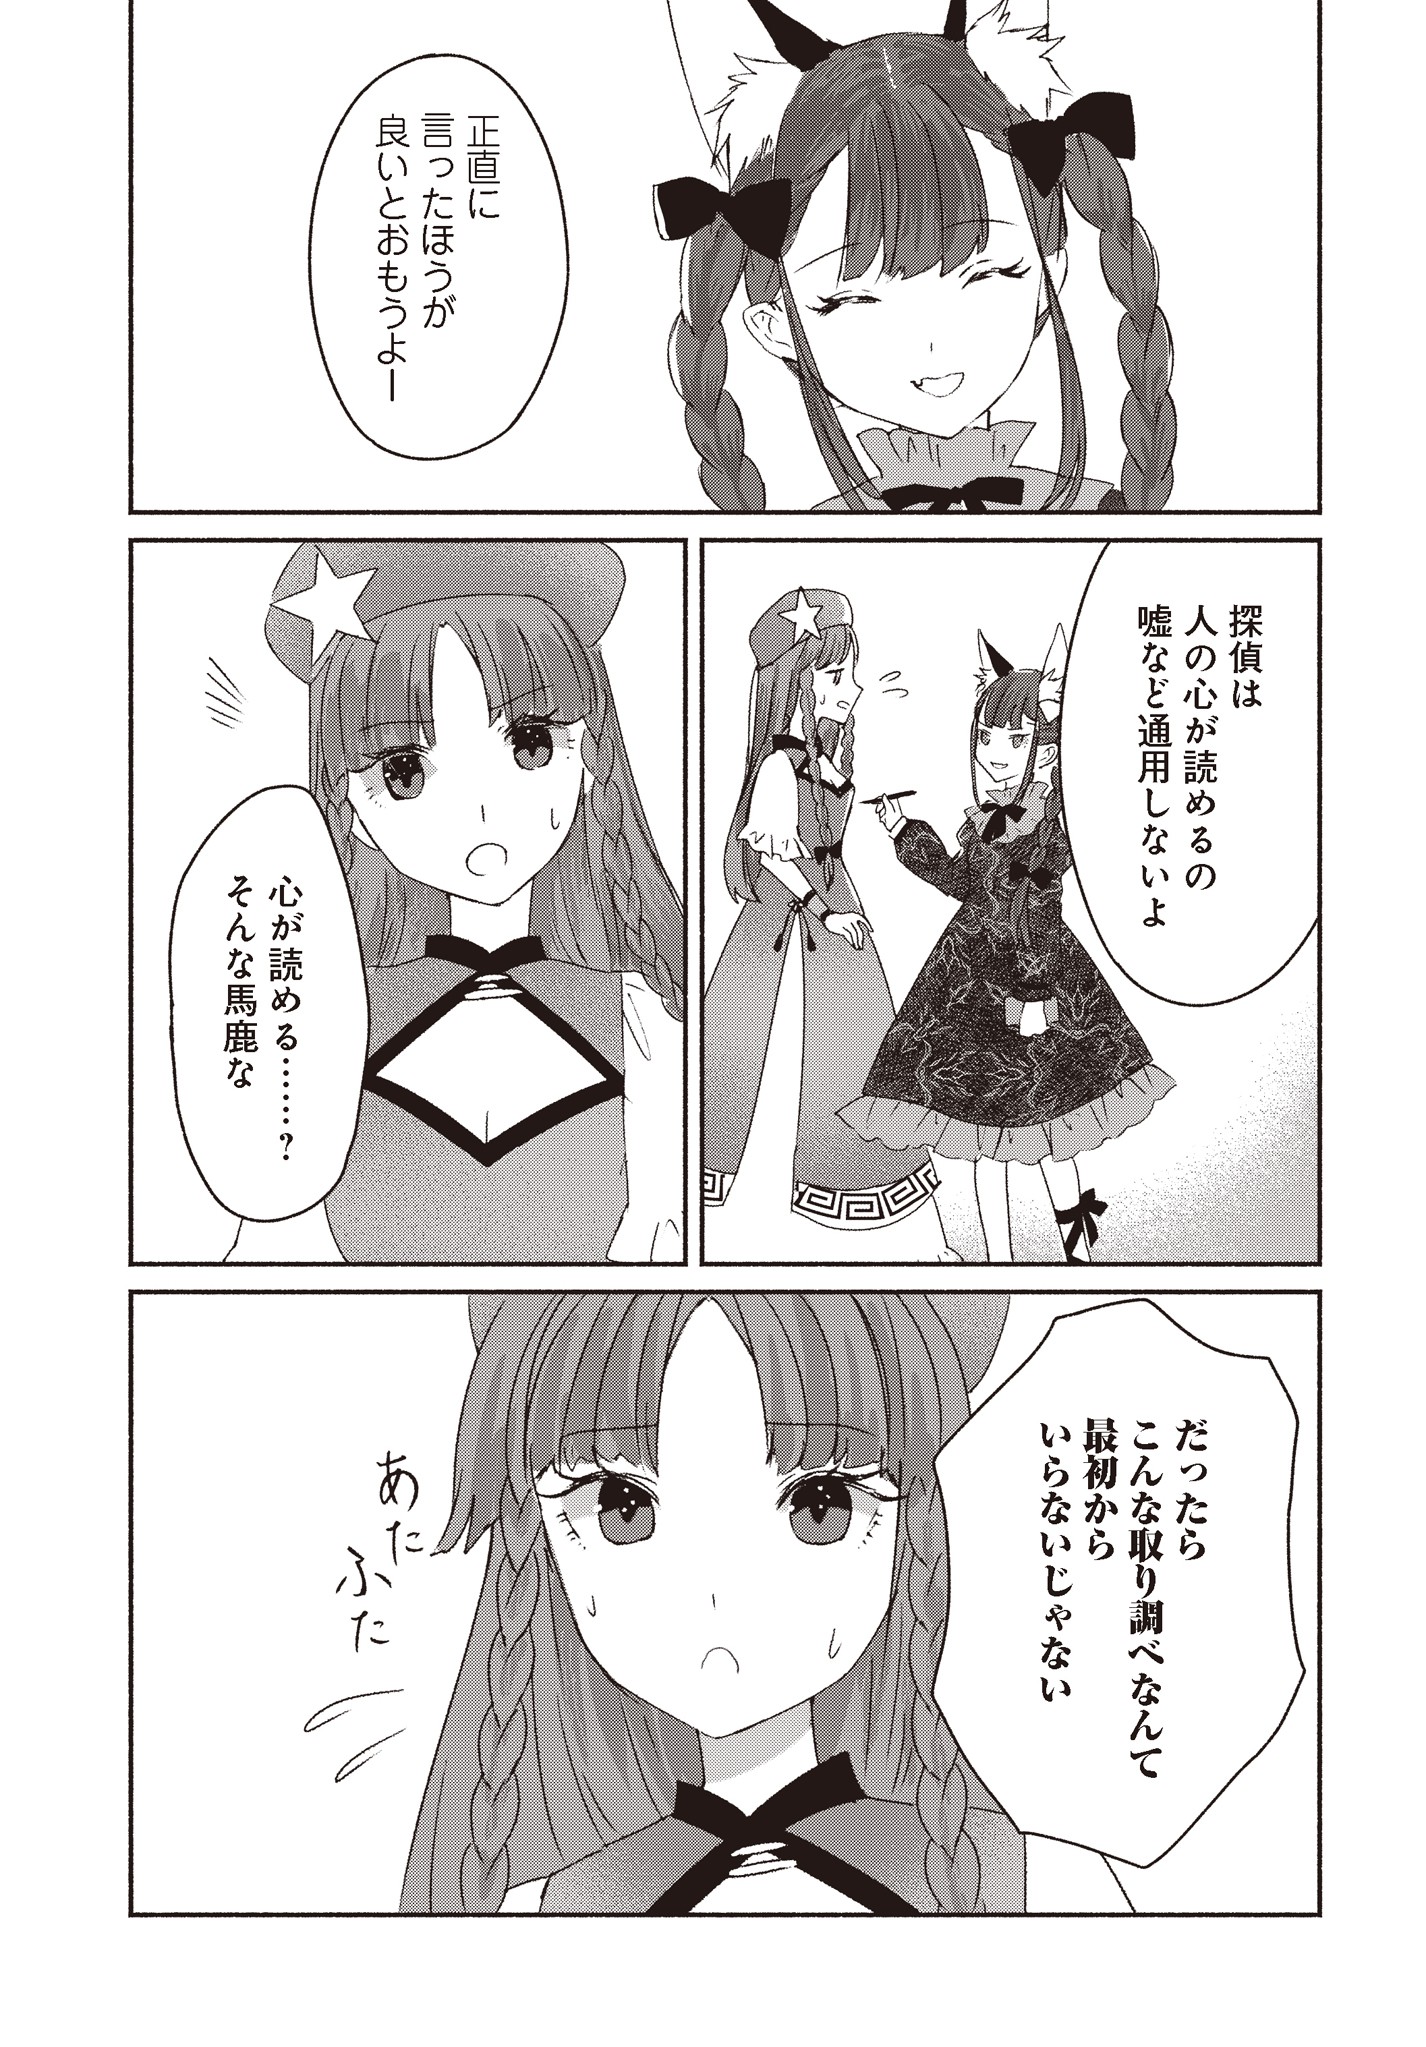 正直に
言ったほうが
良いとおもうよー
探偵は
人の心が読めるの
嘘など通用しないよ
心が読める……?
そんな馬鹿な
だったら
こんな取り調べなんて
最初から
いらないじゃない
あた
ふた